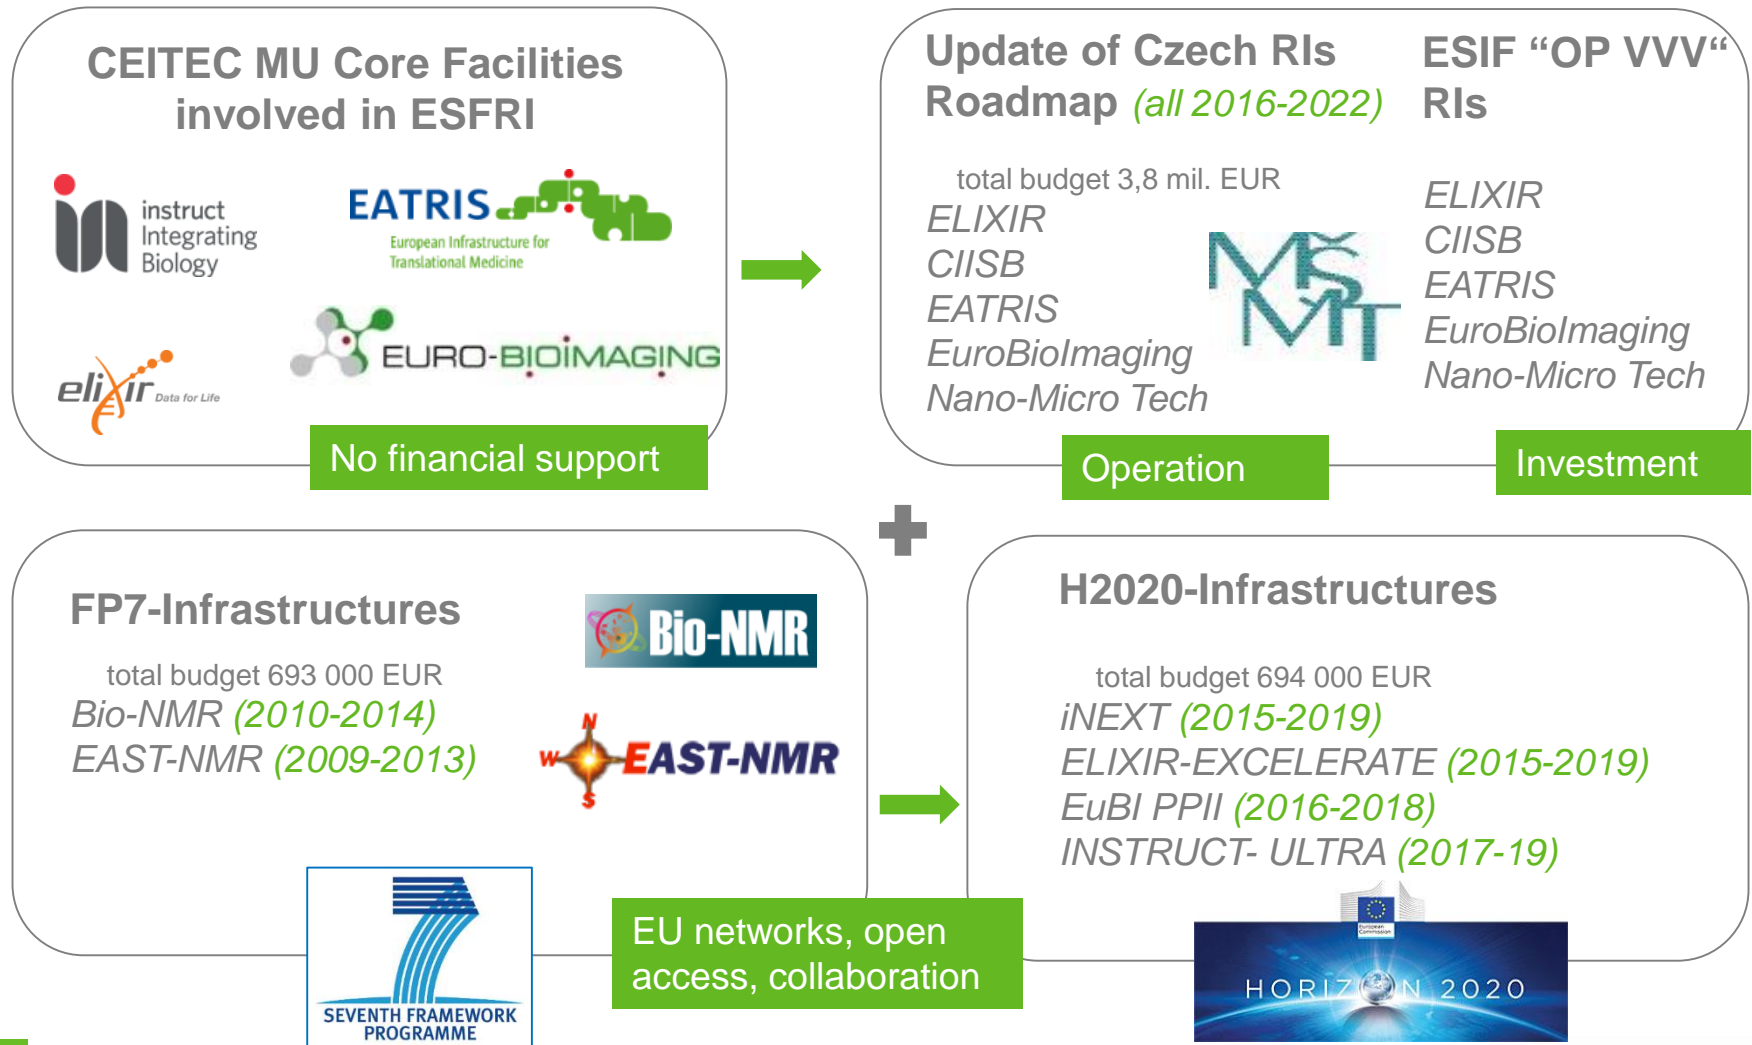 CEITEC MU Core Facilities
involved in ESFRI
instruct
Integrating
Biology
EATRIS
European Infrastructure for
Translational Medicine
elixir Data for Life
EURO-BIOIMAGING
No financial support
Update of Czech RIs
Roadmap (all 2016-2022)
total budget 3,8 mil. EUR
ELIXIR
CIISB
EATRIS
EuroBioImaging
Nano-Micro Tech
MŠMT
Operation
ESIF “OP VVV“
RIs
ELIXIR
CIISB
EATRIS
EuroBioImaging
Nano-Micro Tech
Investment
FP7-Infrastructures
total budget 693 000 EUR
Bio-NMR (2010-2014)
EAST-NMR (2009-2013)
Bio-NMR
N
W
S
EAST-NMR
SEVENTH FRAMEWORK
PROGRAMME
EU networks, open
access, collaboration
H2020-Infrastructures
total budget 694 000 EUR
iNEXT (2015-2019)
ELIXIR-EXCELERATE (2015-2019)
EuBI PPII (2016-2018)
INSTRUCT- ULTRA (2017-19)
European
Commission
HORIZON 2020